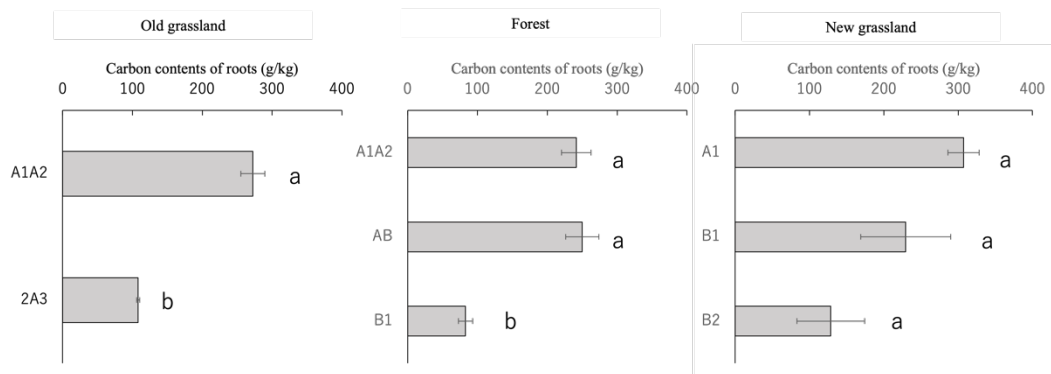 Old grassland
Carbon contents of roots (g/kg)
0 100 200 300 400
A1A2
a
2A3
b
Forest
Carbon contents of roots (g/kg)
0 100 200 300 400
A1A2
a
AB
a
B1
b
New grassland
Carbon contents of roots (g/kg)
0 100 200 300 400
A1
a
B1
a
B2
a